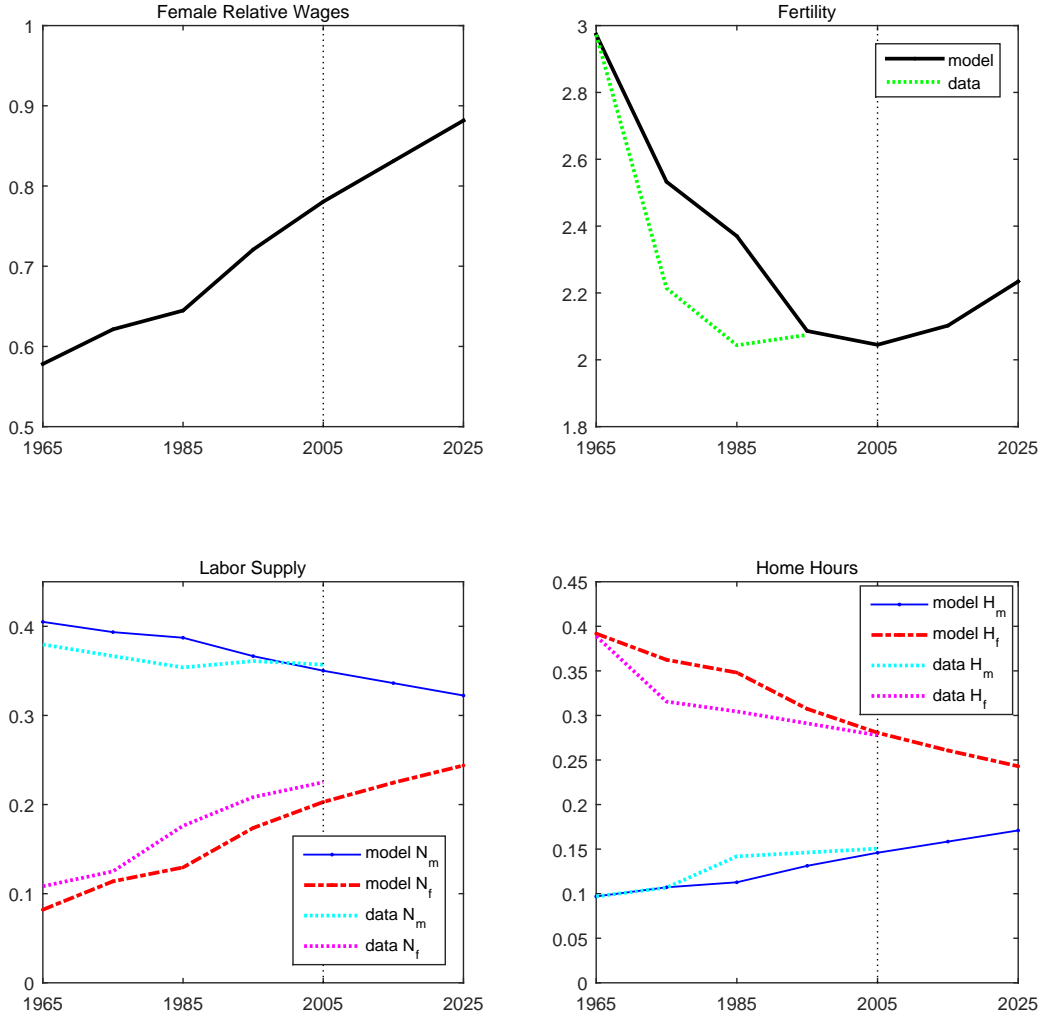 Female Relative Wages
1
0.9
0.8
0.7
0.6
0.5
1965 1985 2005 2025
Fertility
3
2.8
2.6
2.4
2.2
2
1.8
1965 1985 2005 2025
model
data
Labor Supply
0.4
0.3
0.2
0.1
0
1965 1985 2005 2025
model N_m
model N_f
data N_m
data N_f
Home Hours
0.45
0.4
0.35
0.3
0.25
0.2
0.15
0.1
0.05
0
1965 1985 2005 2025
model H_m
model H_f
data H_m
data H_f